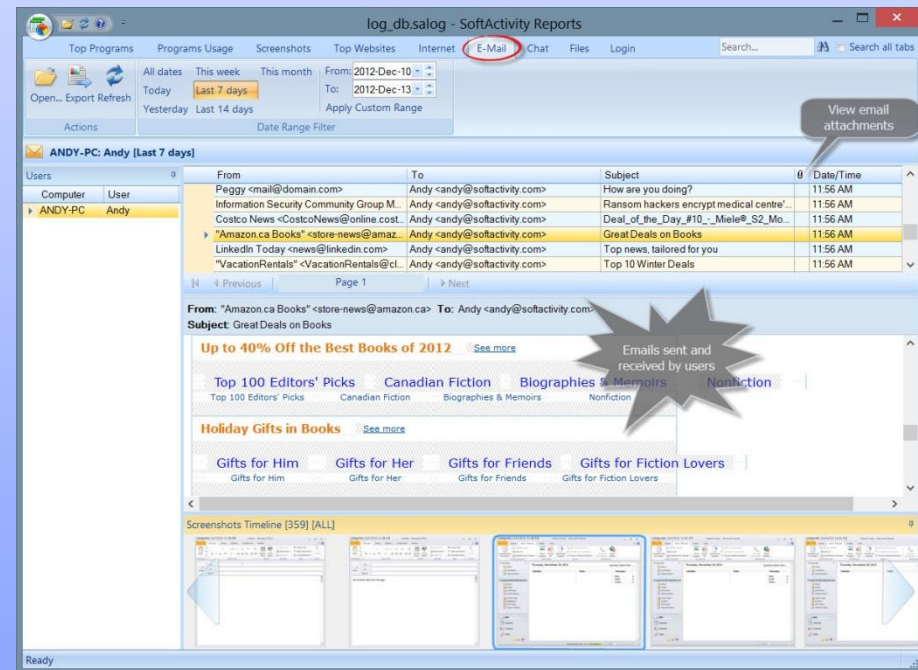 log_db.salog - SoftActivity Reports
Top Programs Programs Usage Screenshots Top Websites Internet E-Mail Chat Files Login Search... Search all tabs
All dates This week This month From: 2012-Dec-10
Open... Export Refresh Today Last 7 days To: 2012-Dec-13
Yesterday Last 14 days Apply Custom Range
Actions Date Range Filter
View email
attachments
ANDY-PC: Andy [Last 7 days]
Users From To Subject Date/Time
Computer User
ANDY-PC Andy
Peggy <mail@domain.com> Andy <andy@softactivity.com> How are you doing? 11:56 AM
Information Security Community Group M... Andy <andy@softactivity.com> Ransom hackers encrypt medical centre'... 11:56 AM
Costco News <CostcoNews@online.cost... Andy <andy@softactivity.com> Deal_of_the_Day_#10_-_Miele®_S2_Mo... 11:56 AM
"Amazon.ca Books" <store-news@amaz... Andy <andy@softactivity.com> Great Deals on Books 11:56 AM
LinkedIn Today <news@linkedin.com> Andy <andy@softactivity.com> Top news, tailored for you 11:56 AM
"VacationRentals" <VacationRentals@cl... Andy <andy@softactivity.com> Top 10 Winter Deals 11:56 AM
Previous Page 1 Next
From: "Amazon.ca Books" <store-news@amazon.ca> To: Andy <andy@softactivity.com>
Subject: Great Deals on Books
Up to 40% Off the Best Books of 2012 See more
Emails sent and
received by users
Top 100 Editors' Picks Canadian Fiction Biographies & Memoirs Nonfiction
Top 100 Editors' Picks Canadian Fiction Biographies & Memoirs Nonfiction
Holiday Gifts in Books See more
Gifts for Him Gifts for Her Gifts for Friends Gifts for Fiction Lovers
Gifts for Him Gifts for Her Gifts for Friends Gifts for Fiction Lovers
Screenshots Timeline [359] [ALL]
Ready